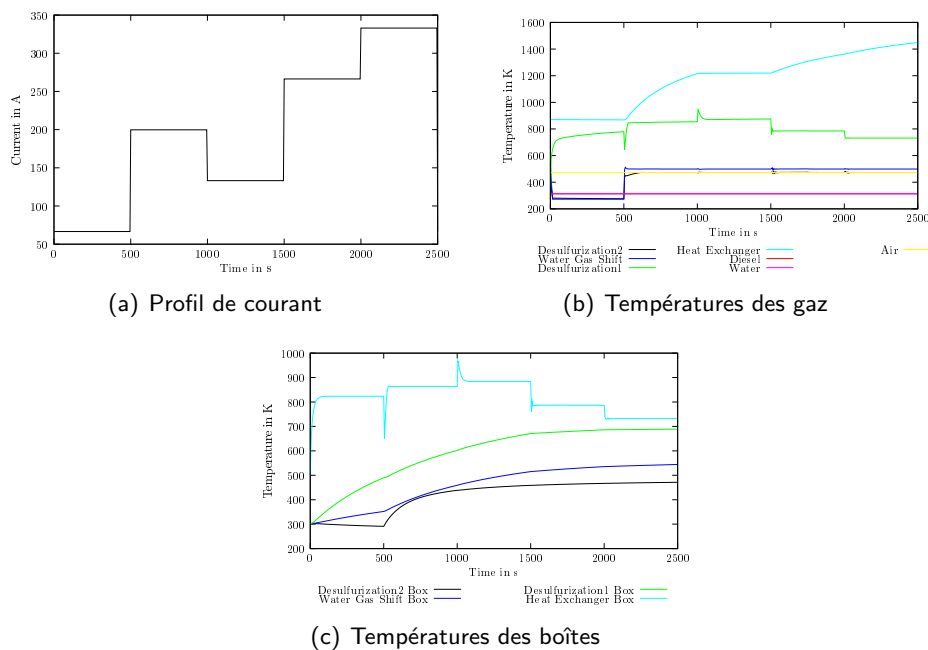 350
300
250
200
150
100
50
Current in A
0
500
1000
1500
2000
2500
Time in s
(a) Profil de courant
1600
1400
1200
1000
800
600
400
200
Temperature in K
0
500
1000
1500
2000
2500
Time in s
Desulfurization2
Water Gas Shift
Desulfurization1
Heat Exchanger
Diesel
Water
Air
(b) Températures des gaz
1000
900
800
700
600
500
400
300
200
Temperature in K
0
500
1000
1500
2000
2500
Time in s
Desulfurization2 Box
Water Gas Shift Box
Desulfurization1 Box
Heat Exchanger Box
(c) Températures des boîtes